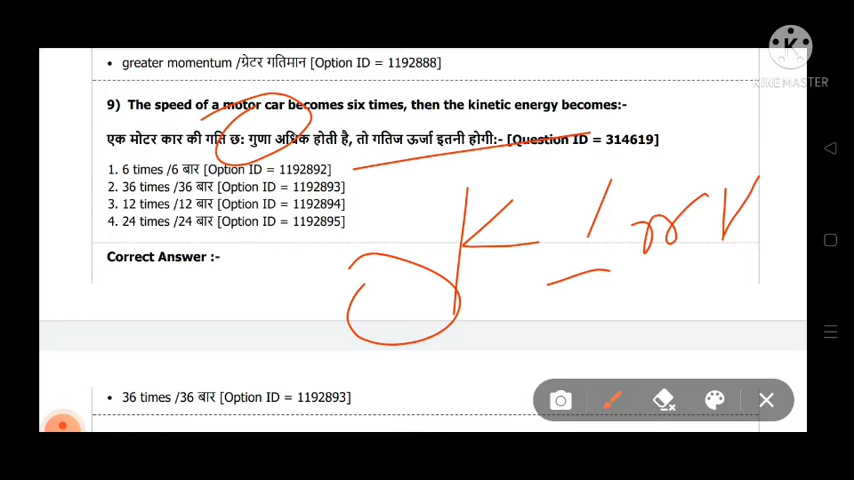 greater momentum /ग्रेटर गतिमान [Option ID = 1192888]
KINEMASTER
9) The speed of a motor car becomes six times, then the kinetic energy becomes:-
एक मोटर कार की गति छ: गुणा अधिक होती है, तो गतिज ऊर्जा इतनी होगी:- [Question ID = 314619]
1. 6 times /6 बार [Option ID = 1192892]
2. 36 times /36 बार [Option ID = 1192893]
3. 12 times /12 बार [Option ID = 1192894]
4. 24 times /24 बार [Option ID = 1192895]
Correct Answer :-
36 times /36 बार [Option ID = 1192893]